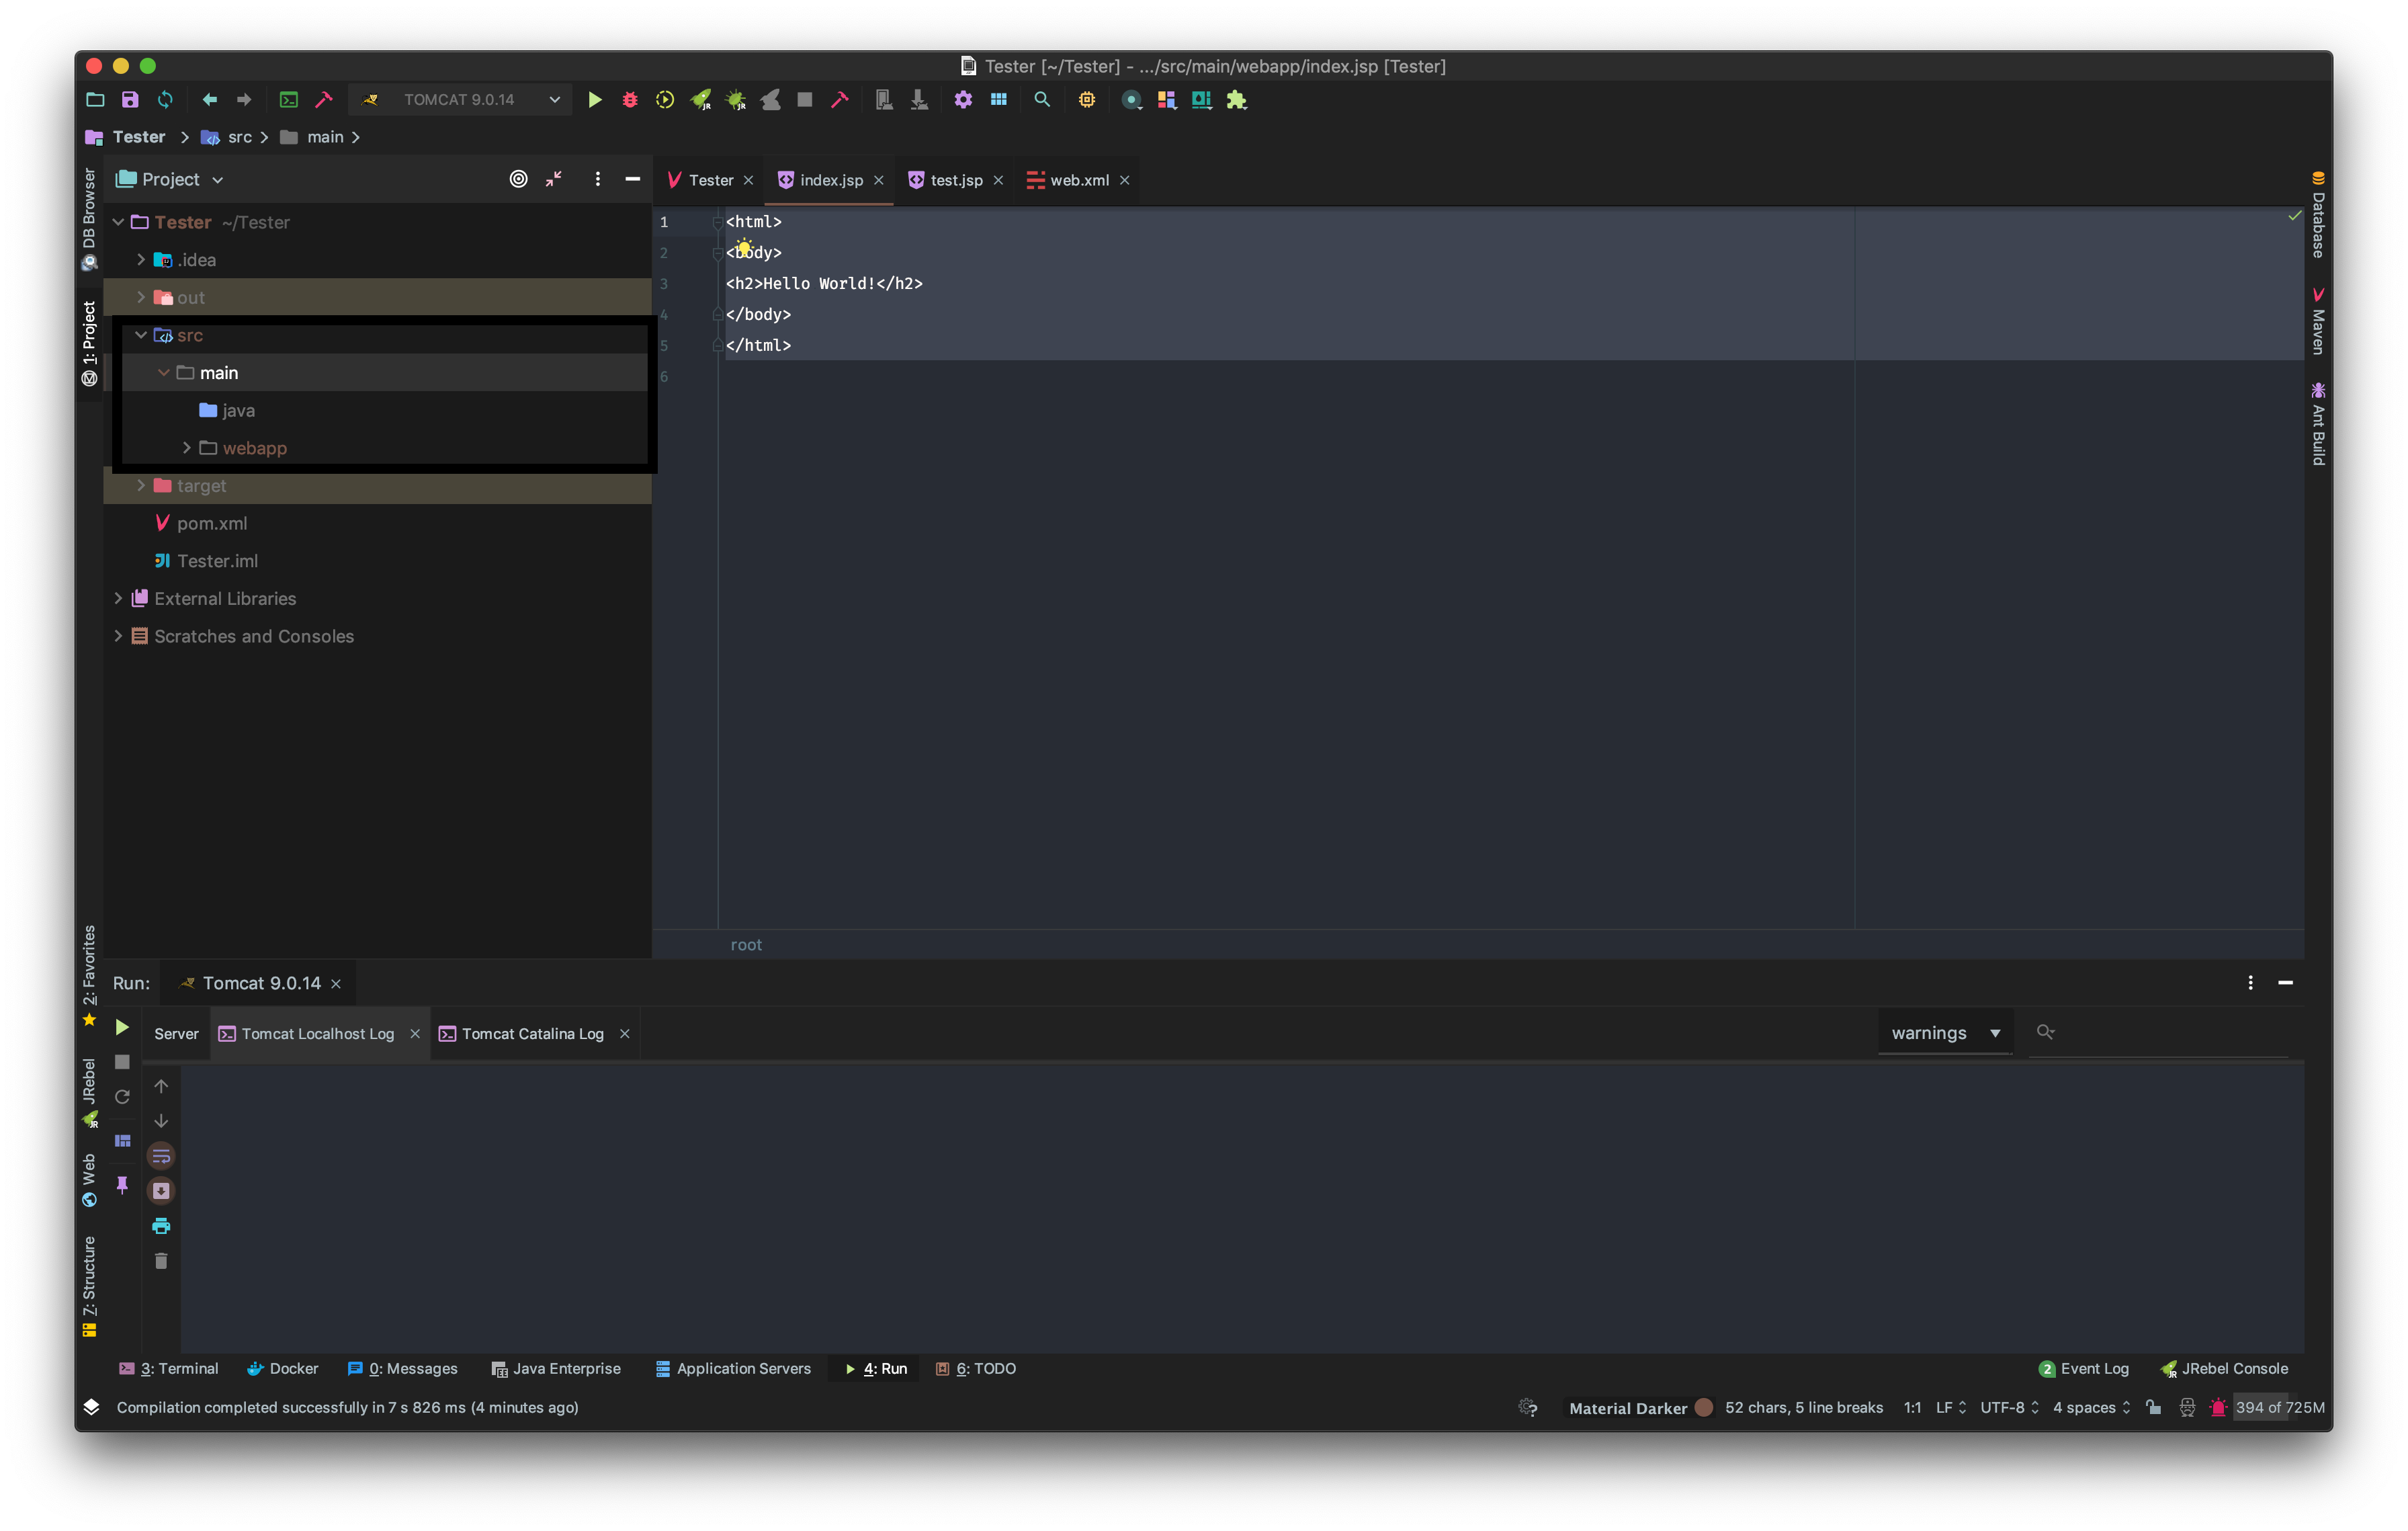 Tester [~/Tester] - .../src/main/webapp/index.jsp [Tester]
TOMCAT 9.0.14
Tester src main
DB Browser
1: Project
2: Favorites
JRebel
Web
7: Structure
Project
Tester ~/Tester
.idea
out
src
main
java
webapp
target
pom.xml
Tester.iml
External Libraries
Scratches and Consoles
Tester index.jsp test.jsp web.xml
1 <html>
2 <body>
3 <h2>Hello World!</h2>
4 </body>
5 </html>
6
root
Database
Maven
Ant Build
Run: Tomcat 9.0.14
Server Tomcat Localhost Log Tomcat Catalina Log warnings
3: Terminal Docker 0: Messages Java Enterprise Application Servers 4: Run 6: TODO 2 Event Log JRebel Console
Compilation completed successfully in 7 s 826 ms (4 minutes ago) Material Darker 52 chars, 5 line breaks 1:1 LF UTF-8 4 spaces 394 of 725M